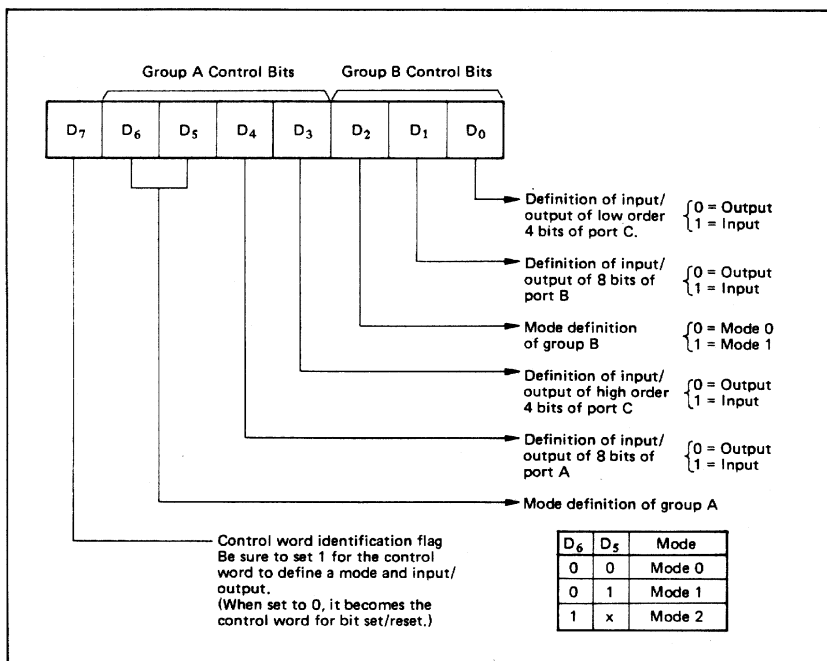 Group A Control Bits Group B Control Bits
D7 D6 D5 D4 D3 D2 D1 D0
Definition of input/
output of low order
4 bits of port C.
0 = Output
1 = Input
Definition of input/
output of 8 bits of
port B
0 = Output
1 = Input
Mode definition
of group B
0 = Mode 0
1 = Mode 1
Definition of input/
output of high order
4 bits of port C
0 = Output
1 = Input
Definition of input/
output of 8 bits of
port A
0 = Output
1 = Input
Mode definition of group A
Control word identification flag
Be sure to set 1 for the control
word to define a mode and input/
output.
(When set to 0, it becomes the
control word for bit set/reset.)
D6 D5 Mode
0 0 Mode 0
0 1 Mode 1
1 x Mode 2